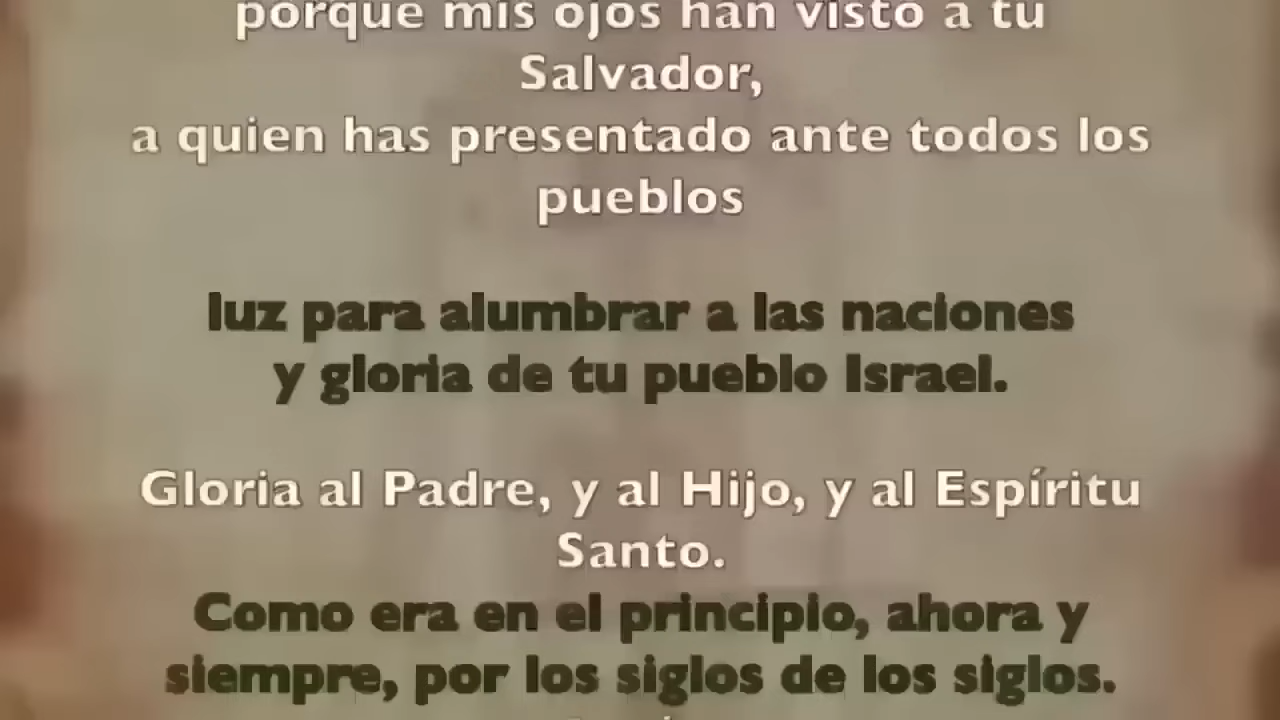 porque mis ojos han visto a tu
Salvador,
a quien has presentado ante todos los
pueblos
luz para alumbrar a las naciones
y gloria de tu pueblo Israel.
Gloria al Padre, y al Hijo, y al Espíritu
Santo.
Como era en el principio, ahora y
siempre, por los siglos de los siglos.